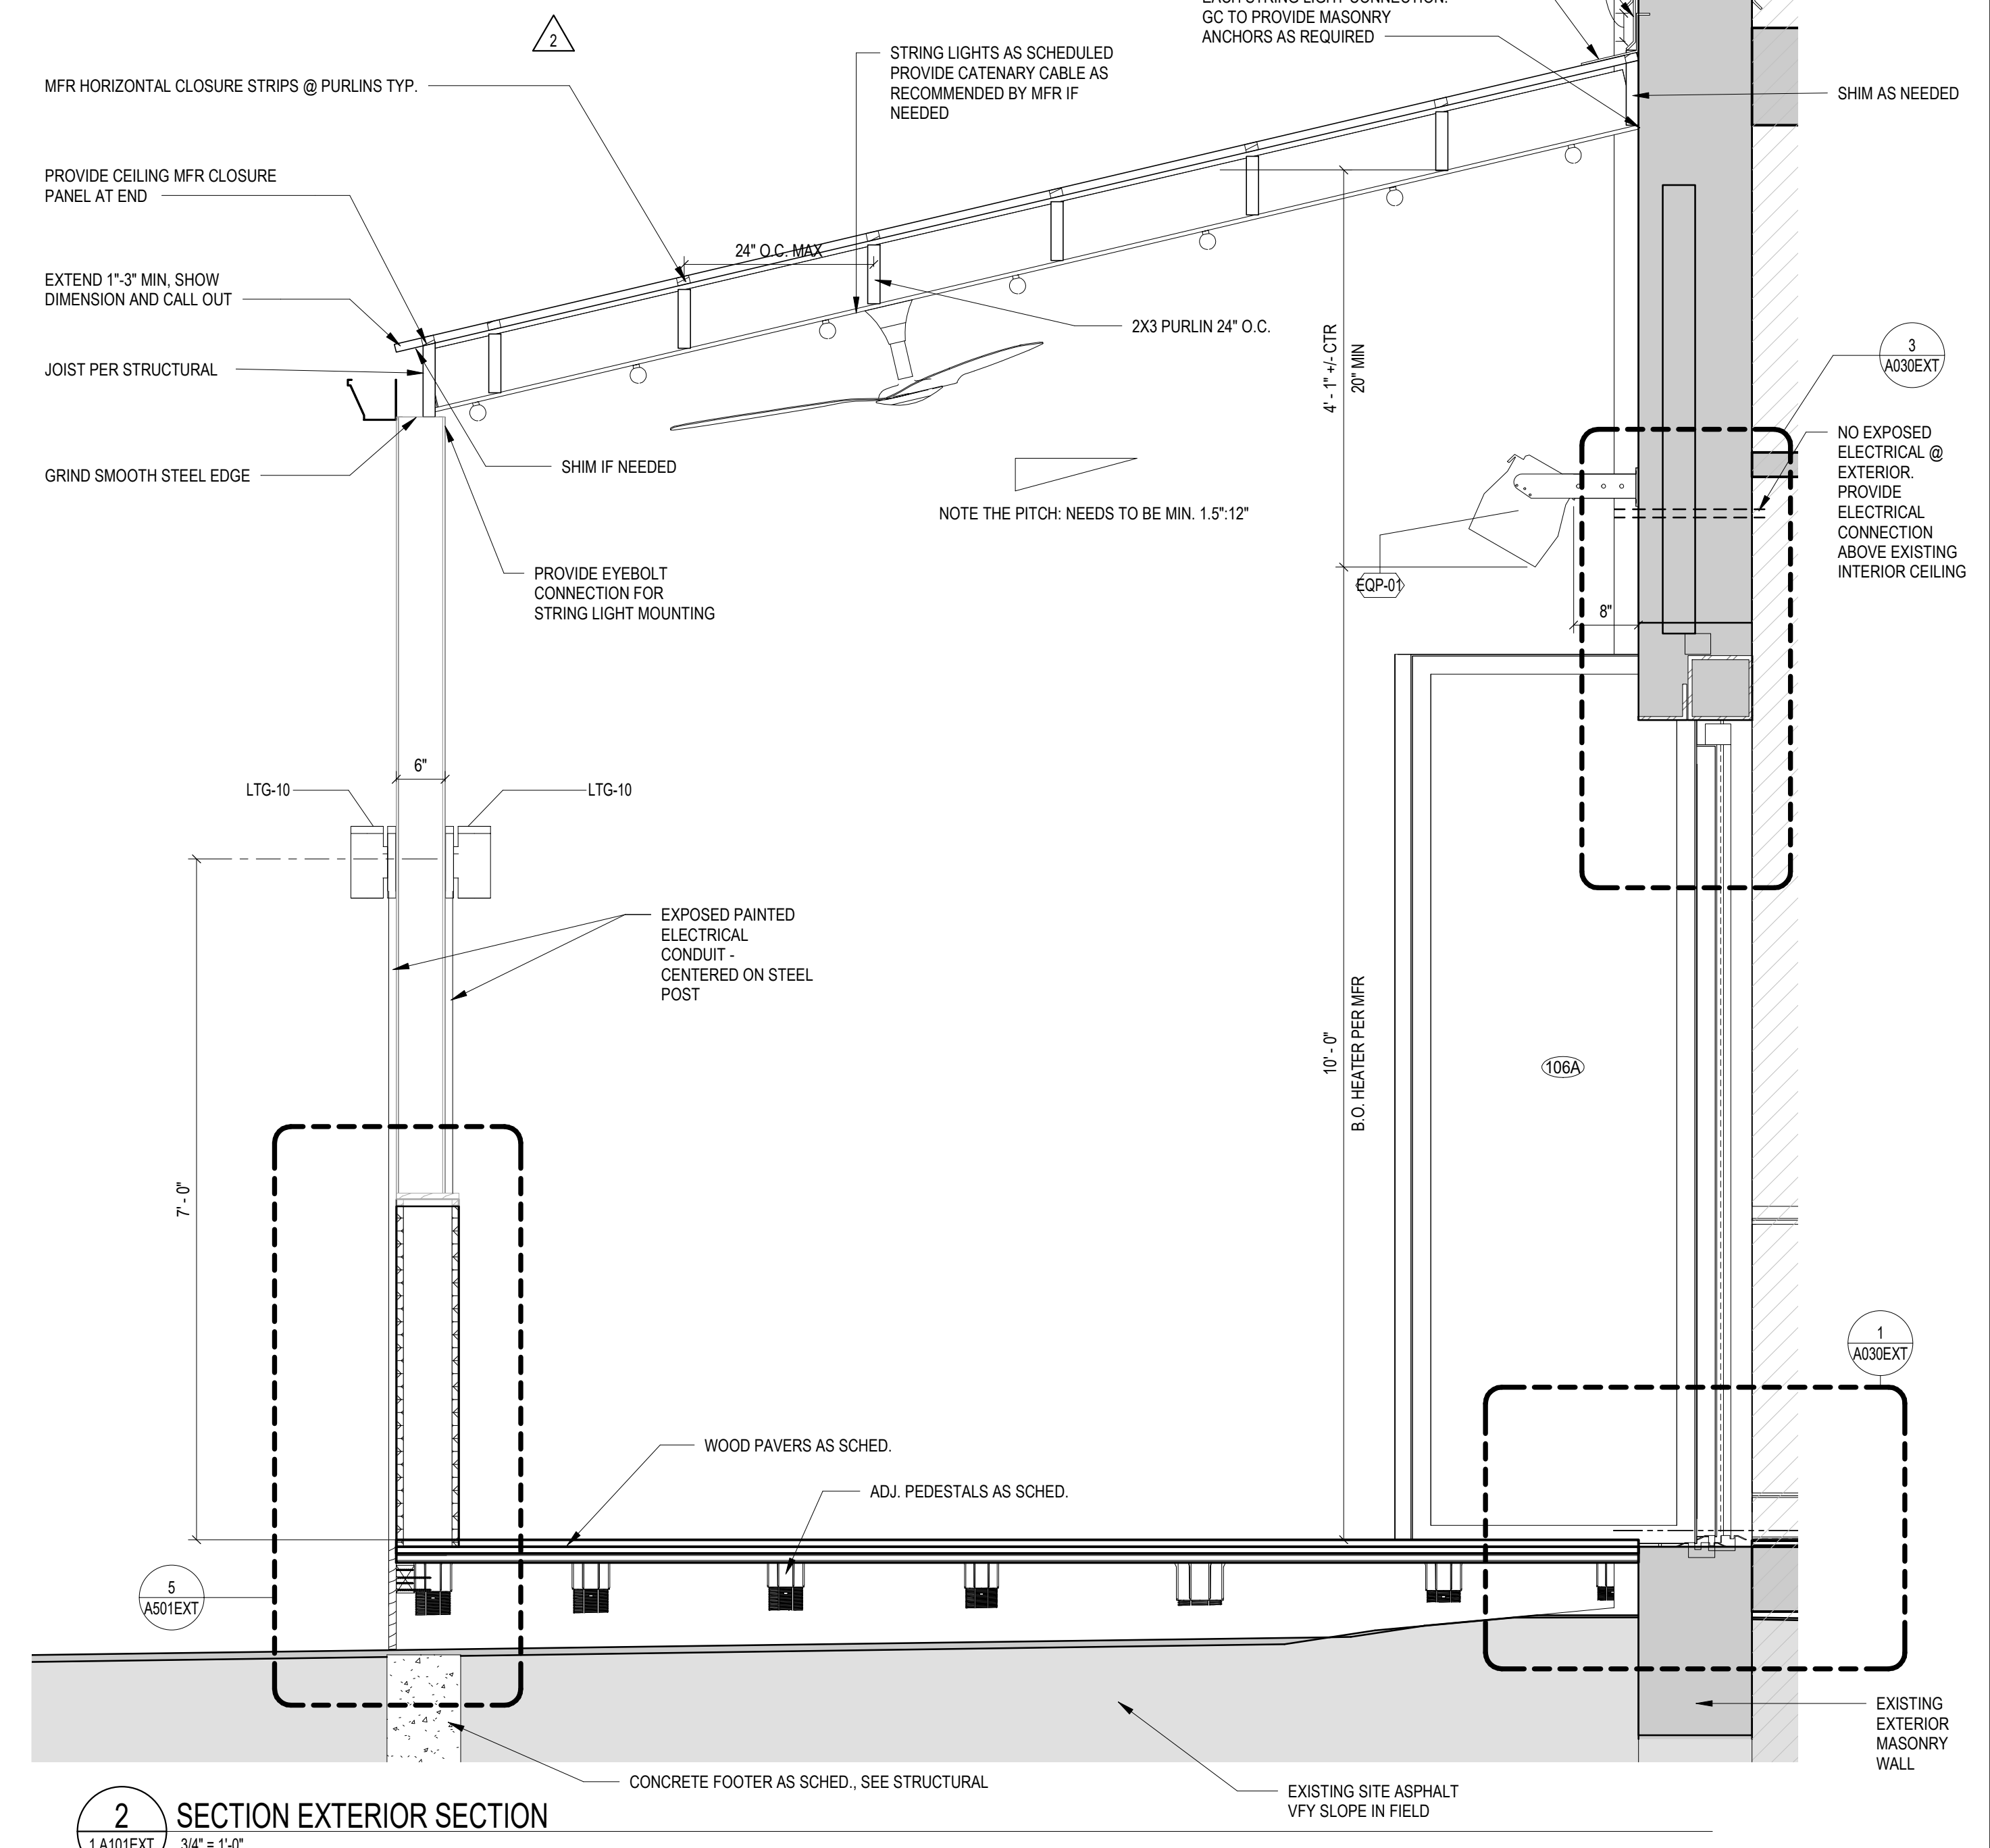 EACH STRING LIGHT CONNECTION.
GC TO PROVIDE MASONRY
ANCHORS AS REQUIRED
2
STRING LIGHTS AS SCHEDULED
PROVIDE CATENARY CABLE AS
RECOMMENDED BY MFR IF
NEEDED
MFR HORIZONTAL CLOSURE STRIPS @ PURLINS TYP.
SHIM AS NEEDED
PROVIDE CEILING MFR CLOSURE
PANEL AT END
24" O.C. MAX
EXTEND 1"-3" MIN, SHOW
DIMENSION AND CALL OUT
2X3 PURLIN 24" O.C.
4' - 1" +/- CTR
20" MIN
3
A030EXT
JOIST PER STRUCTURAL
NO EXPOSED
ELECTRICAL @
EXTERIOR.
PROVIDE
ELECTRICAL
CONNECTION
ABOVE EXISTING
INTERIOR CEILING
GRIND SMOOTH STEEL EDGE
SHIM IF NEEDED
NOTE THE PITCH: NEEDS TO BE MIN. 1.5":12"
PROVIDE EYEBOLT
CONNECTION FOR
STRING LIGHT MOUNTING
EQP-01
8"
6"
LTG-10
LTG-10
EXPOSED PAINTED
ELECTRICAL
CONDUIT -
CENTERED ON STEEL
POST
10' - 0"
B.O. HEATER PER MFR
106A
7' - 0"
1
A030EXT
WOOD PAVERS AS SCHED.
ADJ. PEDESTALS AS SCHED.
5
A501EXT
EXISTING
EXTERIOR
MASONRY
WALL
CONCRETE FOOTER AS SCHED., SEE STRUCTURAL
EXISTING SITE ASPHALT
VFY SLOPE IN FIELD
2
SECTION EXTERIOR SECTION
1 A101EXT
3/4" = 1'-0"